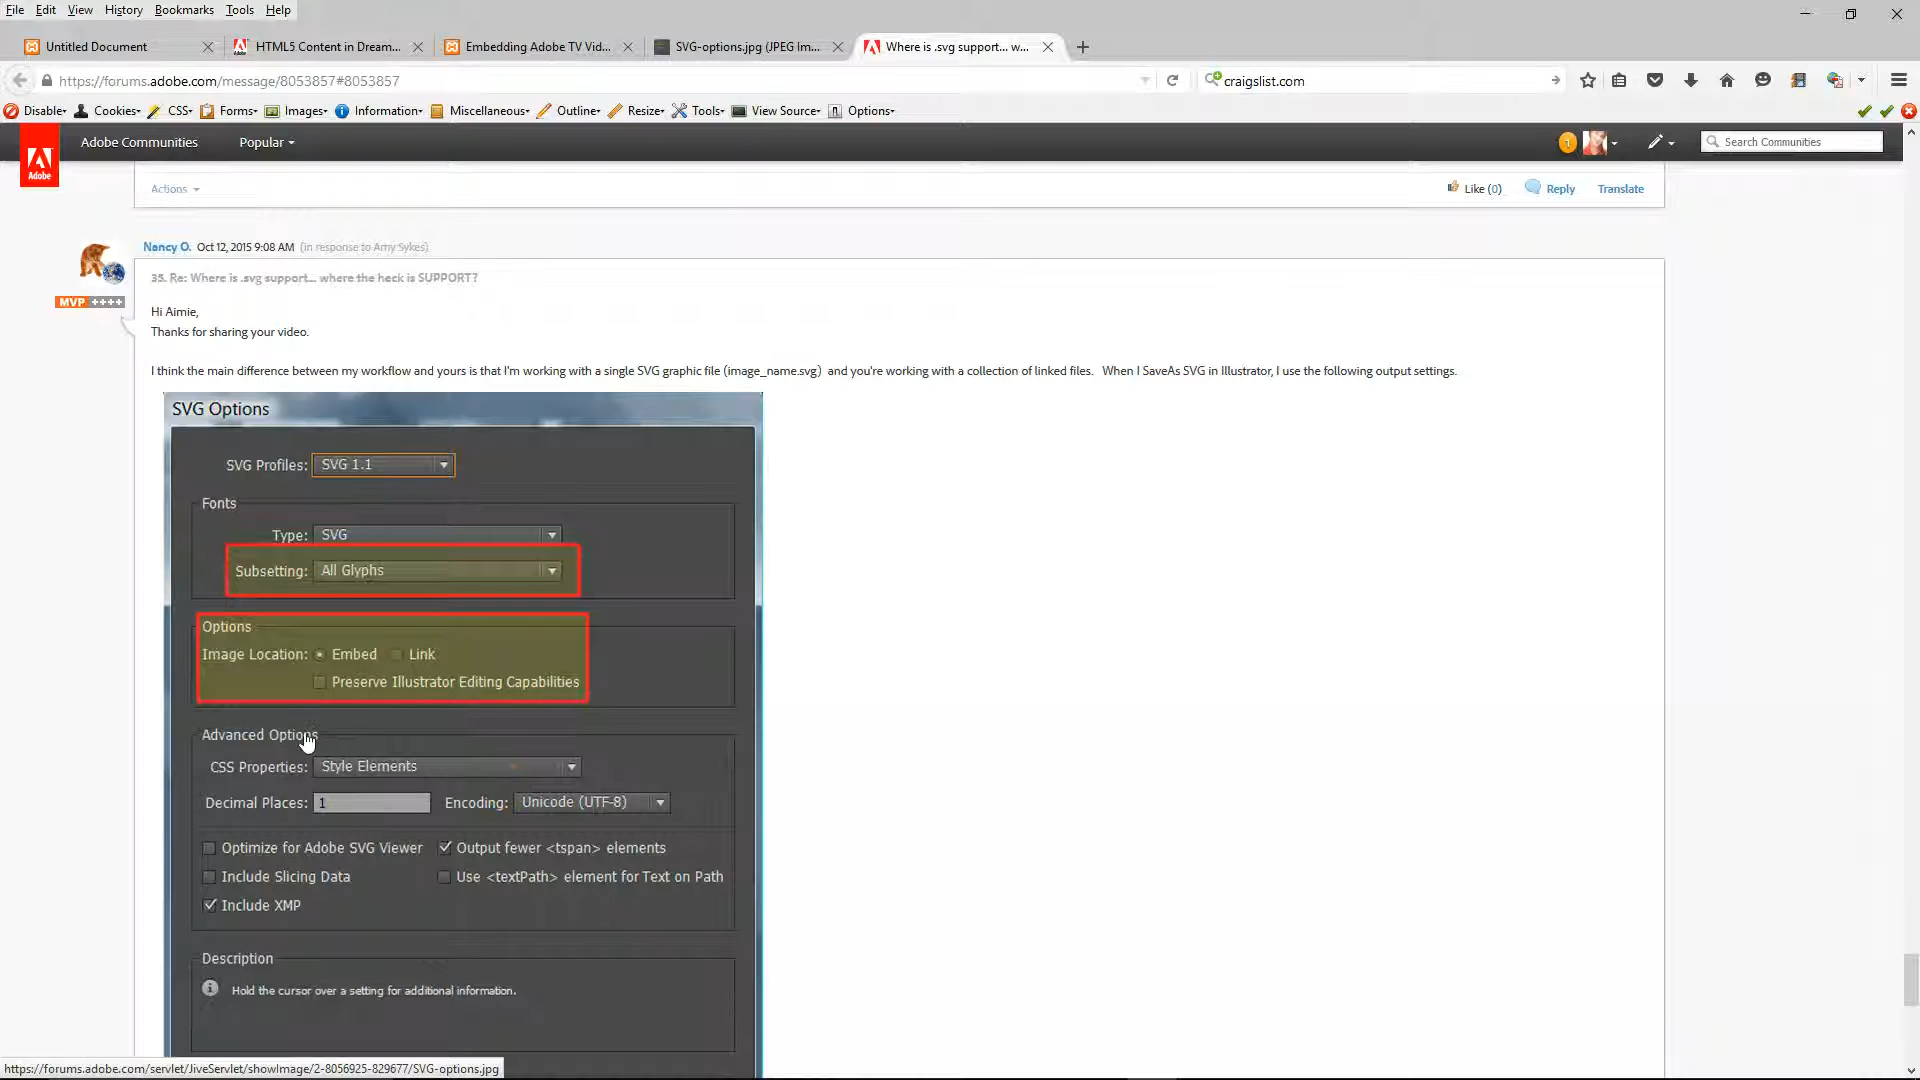 File Edit View History Bookmarks Tools Help
Untitled Document
HTML5 Content in Dream...
Embedding Adobe TV Vid...
SVG-options.jpg (JPEG Im...
Where is .svg support... w...
https://forums.adobe.com/message/8053857#8053857
craigslist.com
Disable Cookies CSS Forms Images Information Miscellaneous Outline Resize Tools View Source Options
Adobe
Adobe Communities Popular
1
Search Communities
Actions
Like (0) Reply Translate
Nancy O. Oct 12, 2015 9:08 AM (in response to Amy Sykes)
MVP
35. Re: Where is .svg support... where the heck is SUPPORT?
Hi Aimie,
Thanks for sharing your video.
I think the main difference between my workflow and yours is that I'm working with a single SVG graphic file (image_name.svg) and you're working with a collection of linked files. When I SaveAs SVG in Illustrator, I use the following output settings.
SVG Options
SVG Profiles: SVG 1.1
Fonts
Type: SVG
Subsetting: All Glyphs
Options
Image Location: Embed Link
Preserve Illustrator Editing Capabilities
Advanced Options
CSS Properties: Style Elements
Decimal Places: 1 Encoding: Unicode (UTF-8)
Optimize for Adobe SVG Viewer Output fewer <tspan> elements
Include Slicing Data Use <textPath> element for Text on Path
Include XMP
Description
Hold the cursor over a setting for additional information.
https://forums.adobe.com/servlet/JiveServlet/showImage/2-8056925-829677/SVG-options.jpg